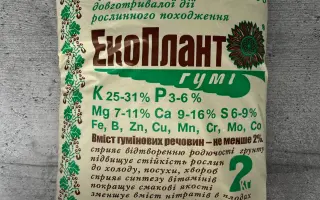 довготривалої дії
рослинного походження
ЕкоПлант
гумі
K 25-31% P 3-6%
Mg 7-11% Ca 9-16% S 6-9%
Fe, B, Zn, Cu, Mn, Cr, Mo, Co
Вміст гумінових речовин – не менше 2%
сприяє відтворенню родючості ґрунту
підвищує стійкість рослин
до холоду, посухи, хвороб
сприяє синтезу вітамінів
покращує смакові якості
зменшує вміст нітратів в плодах
2 кг